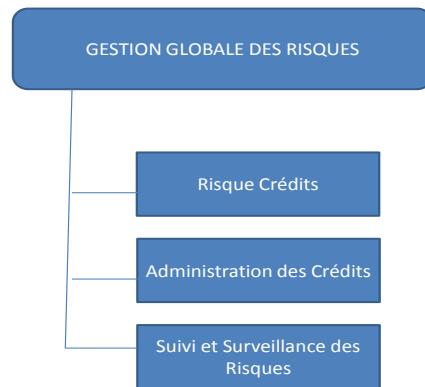 GESTION GLOBALE DES RISQUES
Risque Crédits
Administration des Crédits
Suivi et Surveillance des
Risques